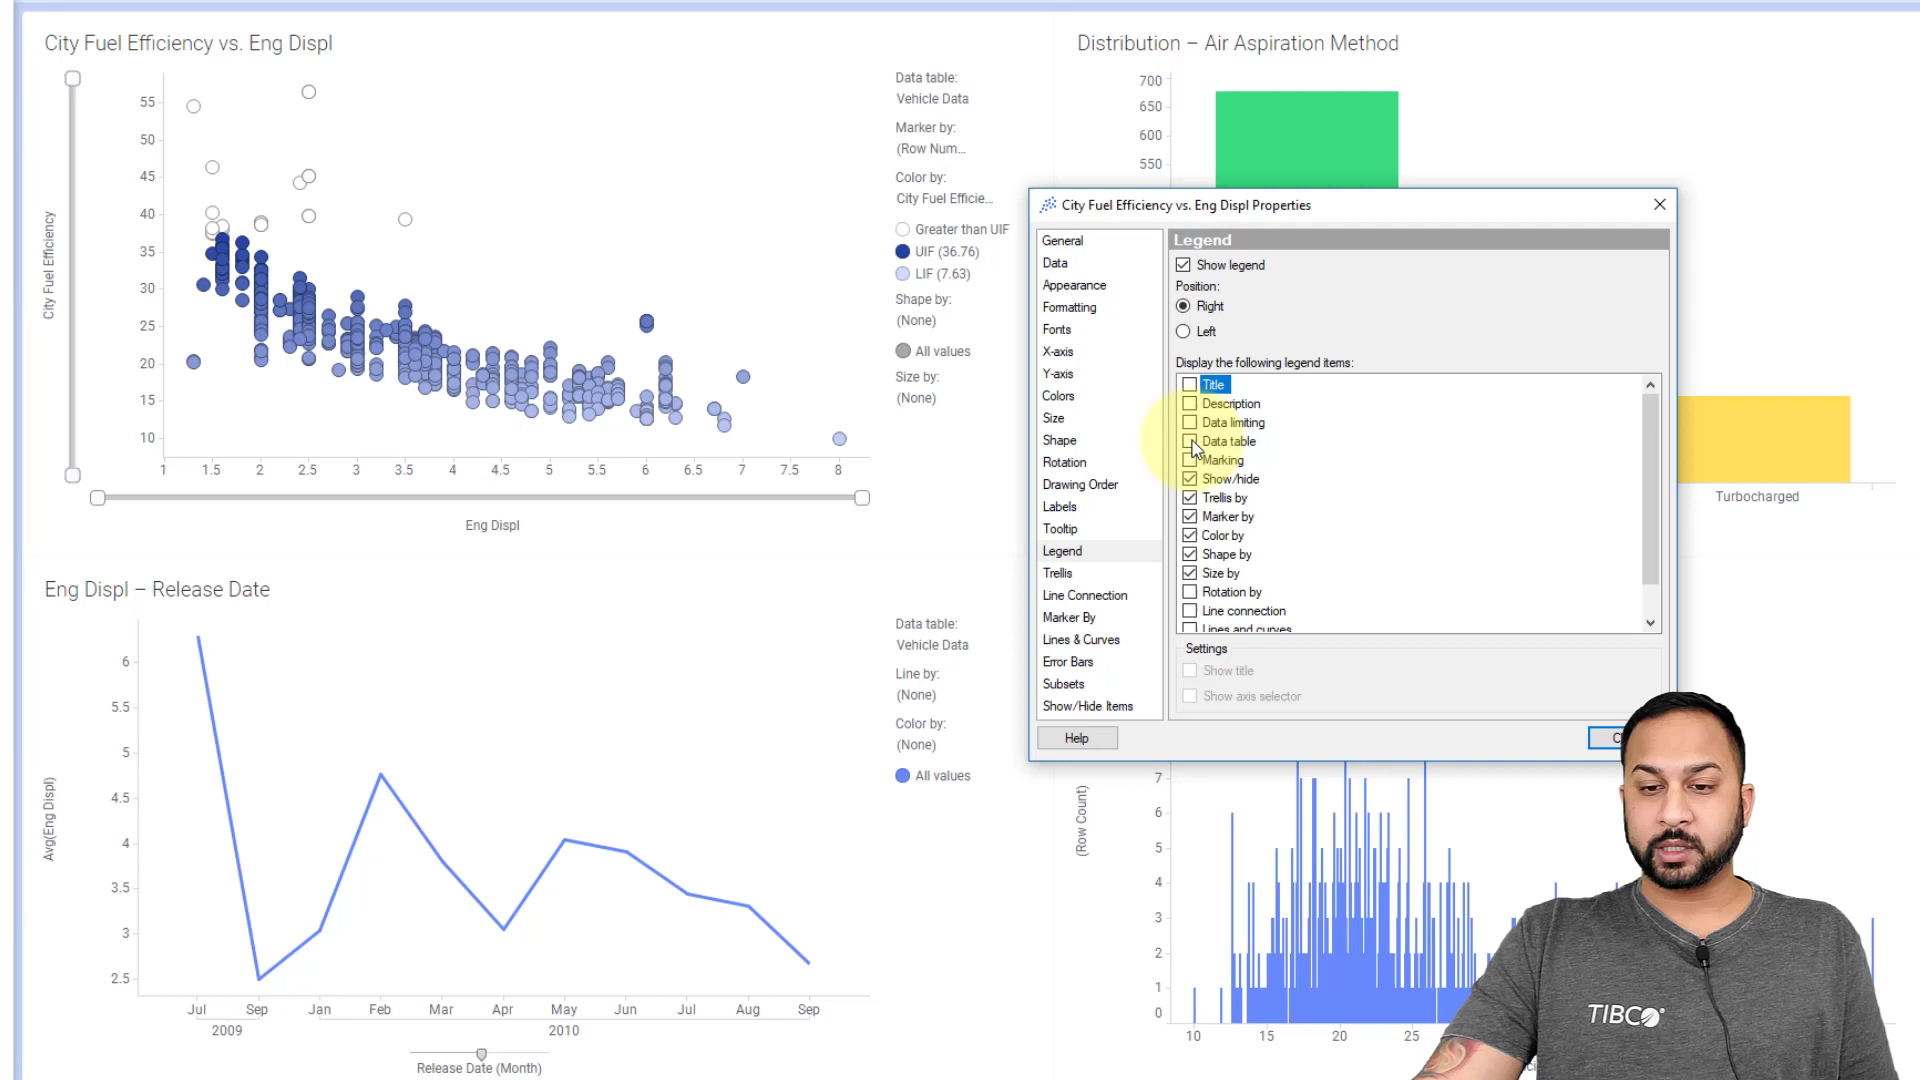 City Fuel Efficiency vs. Eng Displ
55
50
45
40
35
30
25
20
15
10
City Fuel Efficiency
1
1.5
2
2.5
3
3.5
4
4.5
5
5.5
6
6.5
7
7.5
8
Eng Displ
Data table:
Vehicle Data
Marker by:
(Row Num...
Color by:
City Fuel Efficie...
Greater than UIF
UIF (36.76)
LIF (7.63)
Shape by:
(None)
All values
Size by:
(None)
Distribution – Air Aspiration Method
700
650
600
550
Turbocharged
City Fuel Efficiency vs. Eng Displ Properties
General
Data
Appearance
Formatting
Fonts
X-axis
Y-axis
Colors
Size
Shape
Rotation
Drawing Order
Labels
Tooltip
Legend
Trellis
Line Connection
Marker By
Lines & Curves
Error Bars
Subsets
Show/Hide Items
Legend
Show legend
Position:
Right
Left
Display the following legend items:
Title
Description
Data limiting
Data table
Marking
Show/hide
Trellis by
Marker by
Color by
Shape by
Size by
Rotation by
Line connection
Lines and curves
Settings
Show title
Show axis selector
Help
Eng Displ – Release Date
6
5.5
5
4.5
4
3.5
3
2.5
Avg(Eng Displ)
Jul
Sep
Jan
Feb
Mar
Apr
May
Jun
Jul
Aug
Sep
2009
2010
Release Date (Month)
Data table:
Vehicle Data
Line by:
(None)
Color by:
(None)
All values
7
6
5
4
3
2
1
0
(Row Count)
10
15
20
25
TIBCO